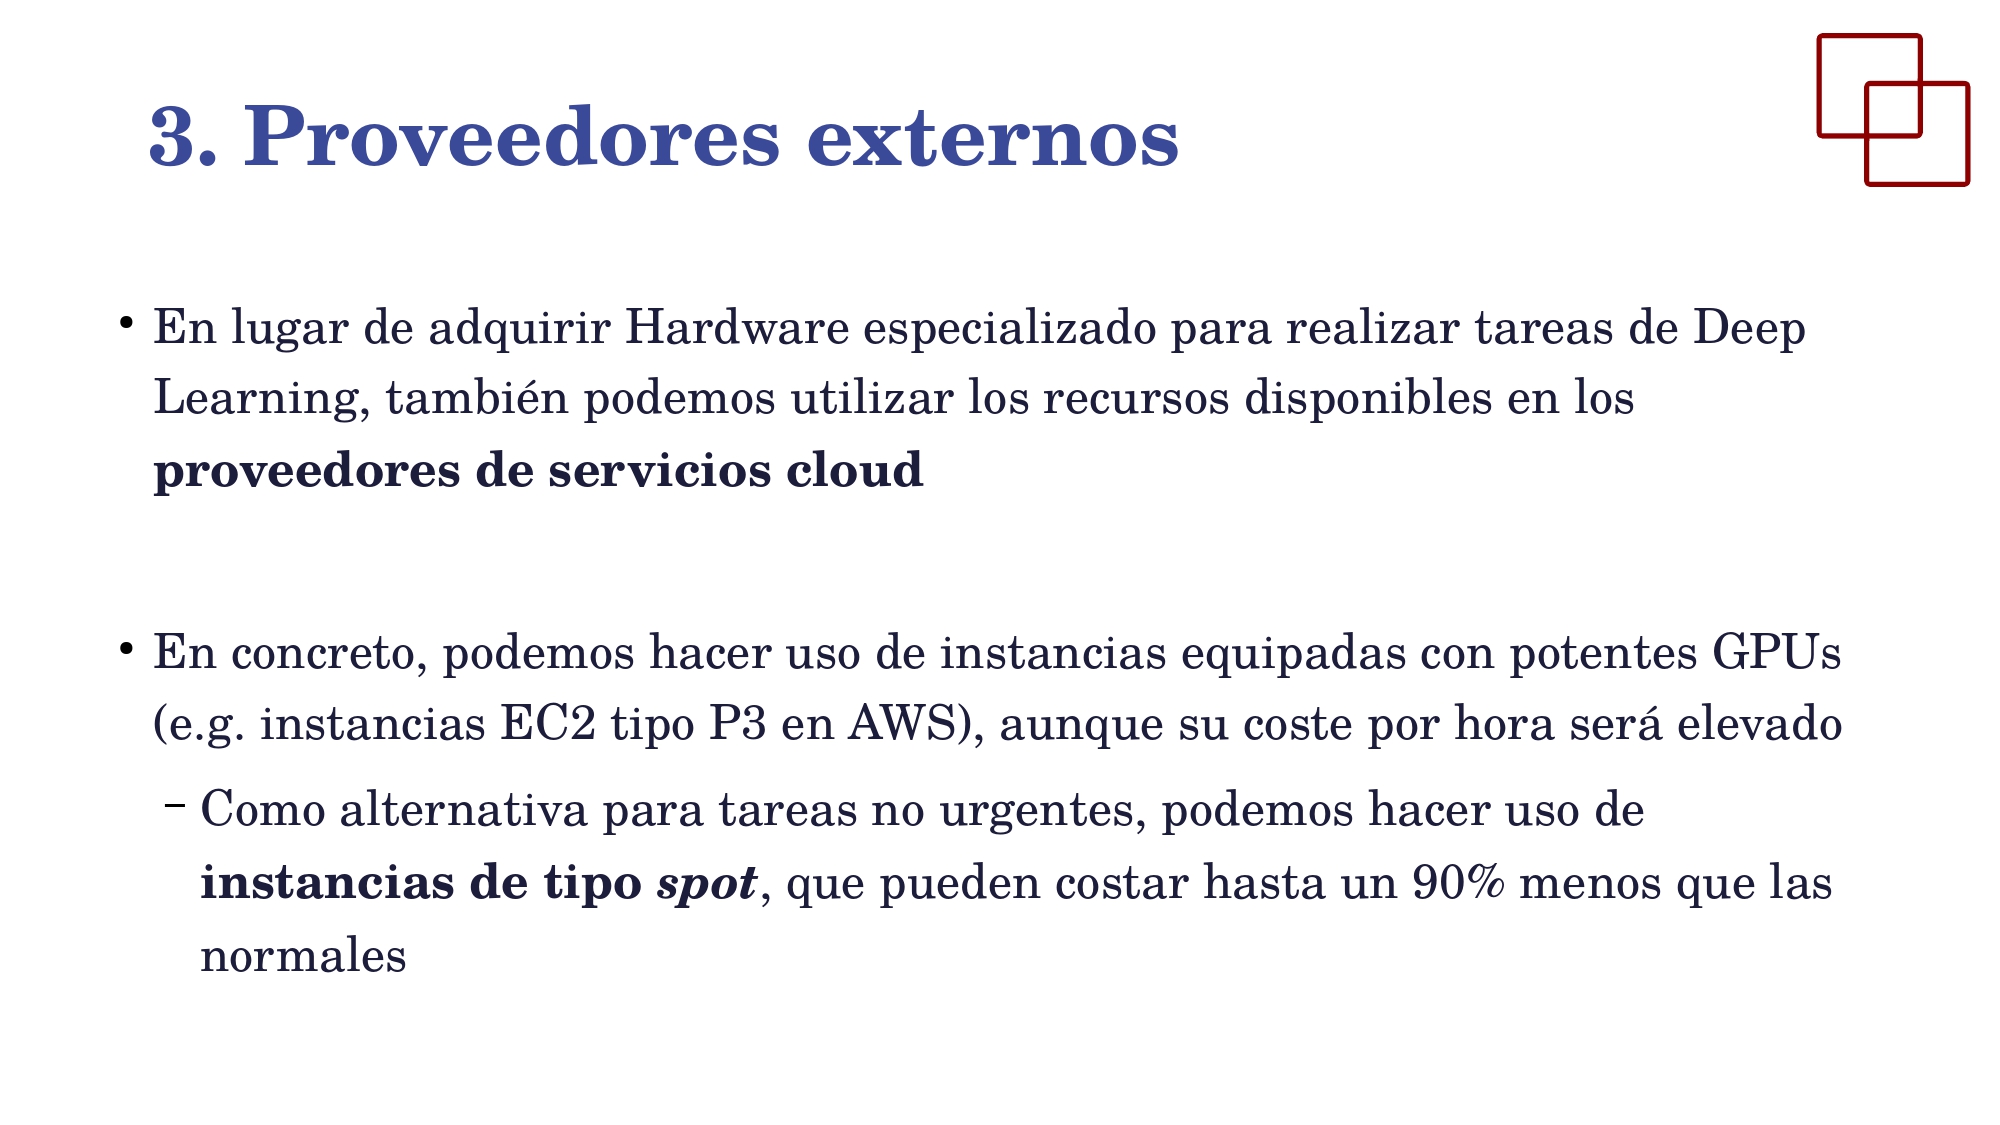 3. Proveedores externos
• En lugar de adquirir Hardware especializado para realizar tareas de Deep
Learning, también podemos utilizar los recursos disponibles en los
proveedores de servicios cloud
• En concreto, podemos hacer uso de instancias equipadas con potentes GPUs
(e.g. instancias EC2 tipo P3 en AWS), aunque su coste por hora será elevado
– Como alternativa para tareas no urgentes, podemos hacer uso de
instancias de tipo spot, que pueden costar hasta un 90% menos que las
normales